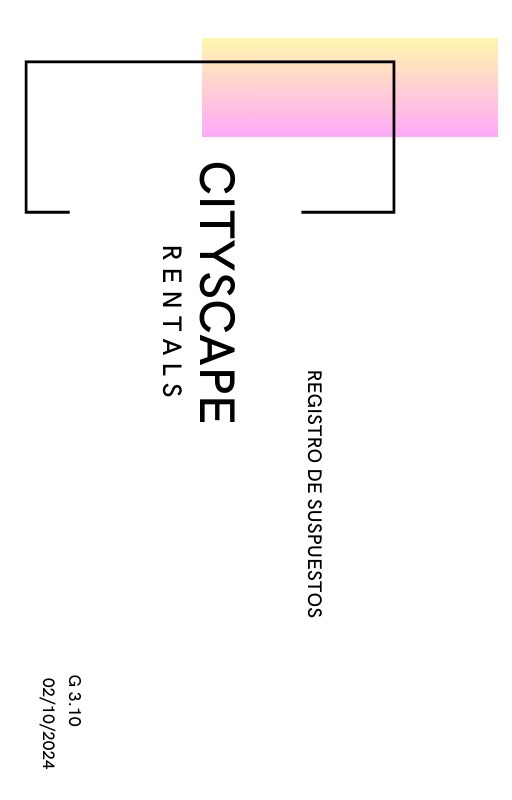 REGISTRO DE SUSPUESTOS
CITYSCAPE
RENTALS
G 3.10
02/10/2024